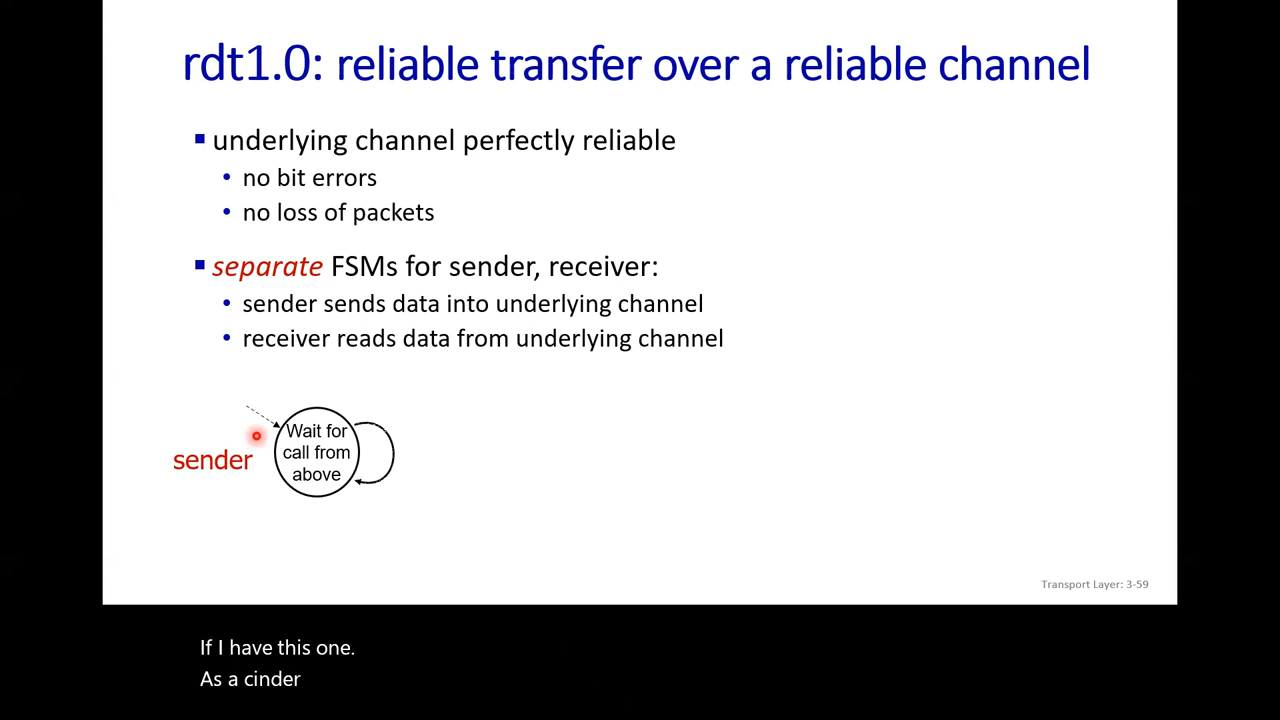 rdt1.0: reliable transfer over a reliable channel
▪ underlying channel perfectly reliable
• no bit errors
• no loss of packets
▪ separate FSMs for sender, receiver:
• sender sends data into underlying channel
• receiver reads data from underlying channel
sender
Wait for
call from
above
Transport Layer: 3-59
If I have this one.
As a cinder